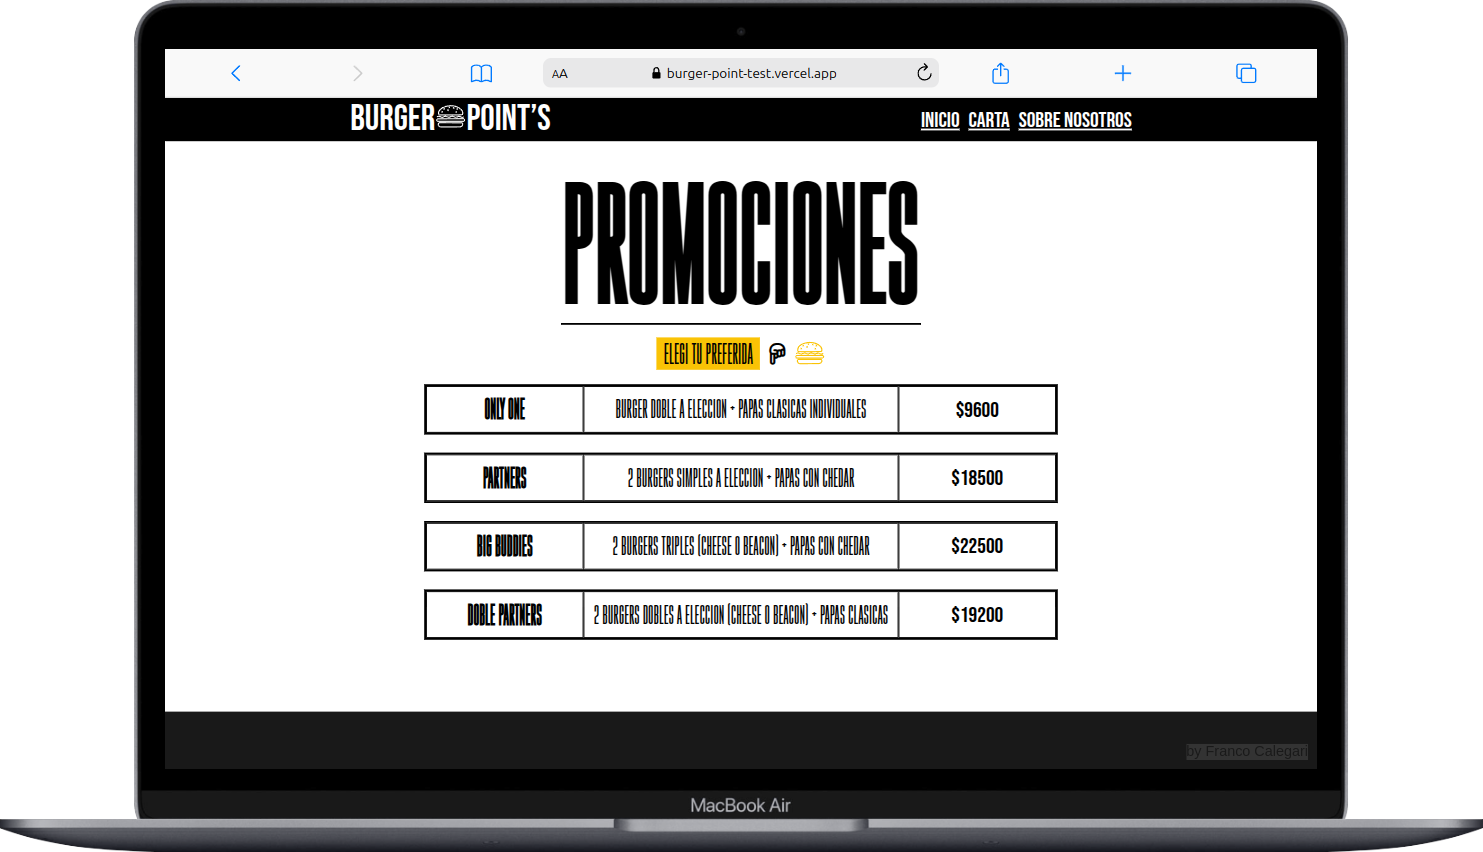 AA burger-point-test.vercel.app
BURGER POINT'S
INICIO CARTA SOBRE NOSOTROS
PROMOCIONES
ELEGI TU PREFERIDA
ONLY ONE BURGER DOBLE A ELECCION + PAPAS CLASICAS INDIVIDUALES $9600
PARTNERS 2 BURGERS SIMPLES A ELECCION + PAPAS CON CHEDAR $18500
BIG BUDDIES 2 BURGERS TRIPLES (CHEESE O BEACON) + PAPAS CON CHEDAR $22500
DOBLE PARTNERS 2 BURGERS DOBLES A ELECCION (CHEESE O BEACON) + PAPAS CLASICAS $19200
by Franco Calegari
MacBook Air